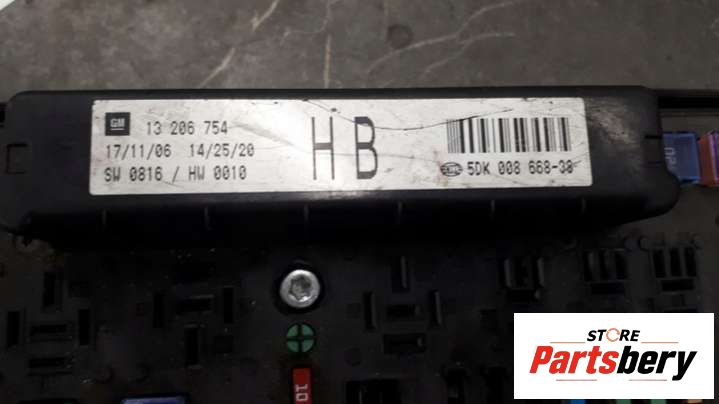 GM
13 206 754
17/11/06 14/25/20
SW 0816 / HW 0010
HB
5DK 008 668-38
10
STORE
Partsbery